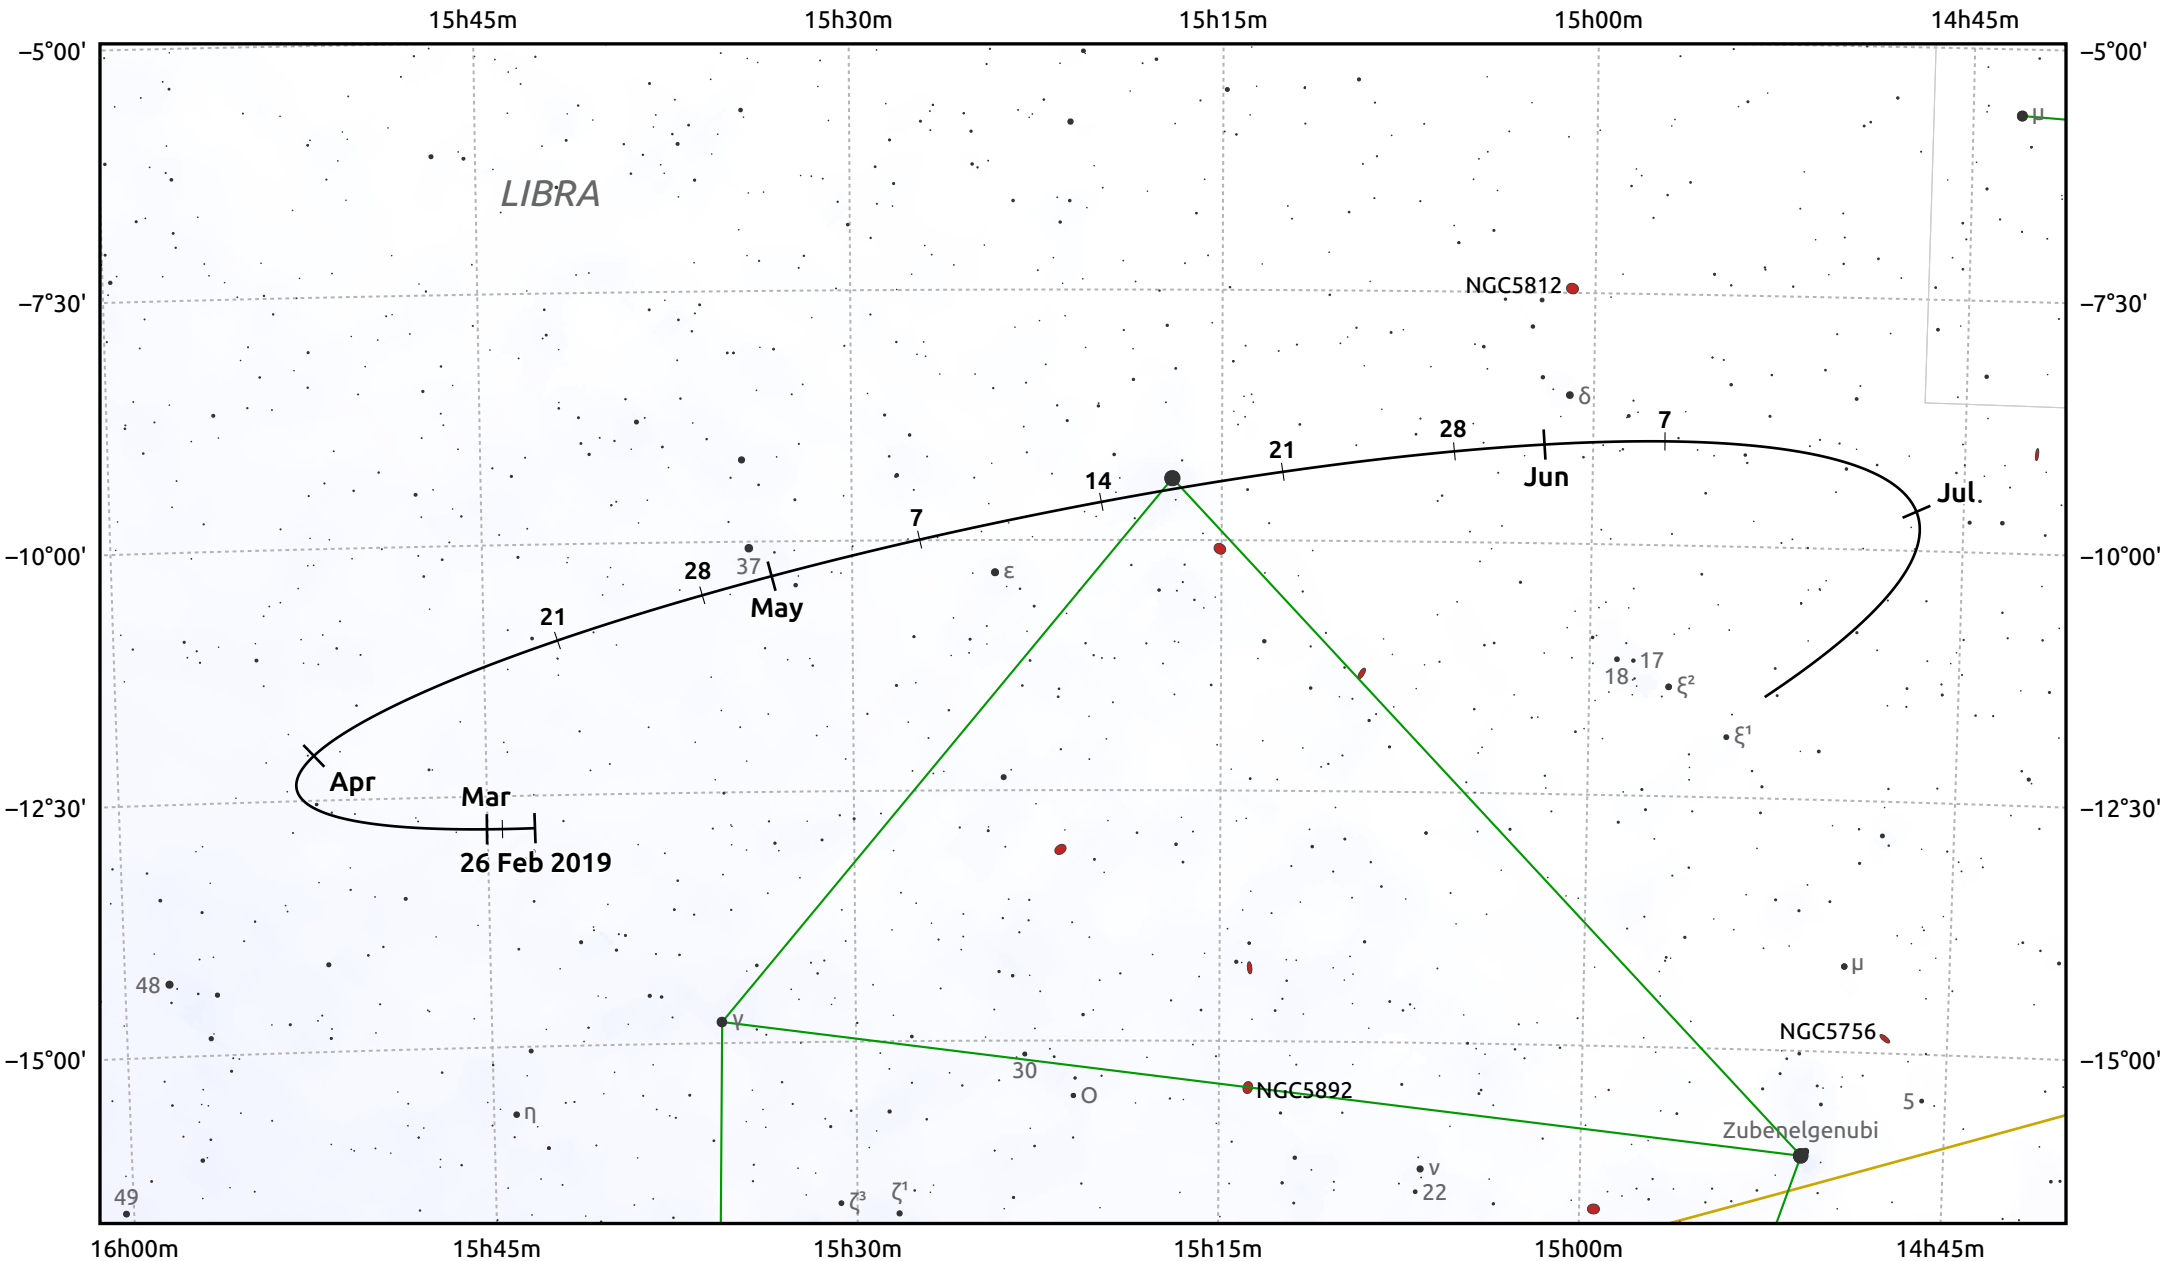 15h45m 15h30m 15h15m 15h00m 14h45m
–5°00' –5°00'
μ
LIBRA
NGC5812
–7°30' –7°30'
δ
7
28
21
Jun
14
Jul
7
–10°00' –10°00'
37
28
ε
May
21
17
18
ξ²
ξ¹
Apr
Mar
–12°30' –12°30'
26 Feb 2019
μ
48
γ
NGC5756
–15°00' –15°00'
30
NGC5892
Ο
5
η
Zubenelgenubi
ν
22
49
ζ³
ζ¹
16h00m 15h45m 15h30m 15h15m 15h00m 14h45m